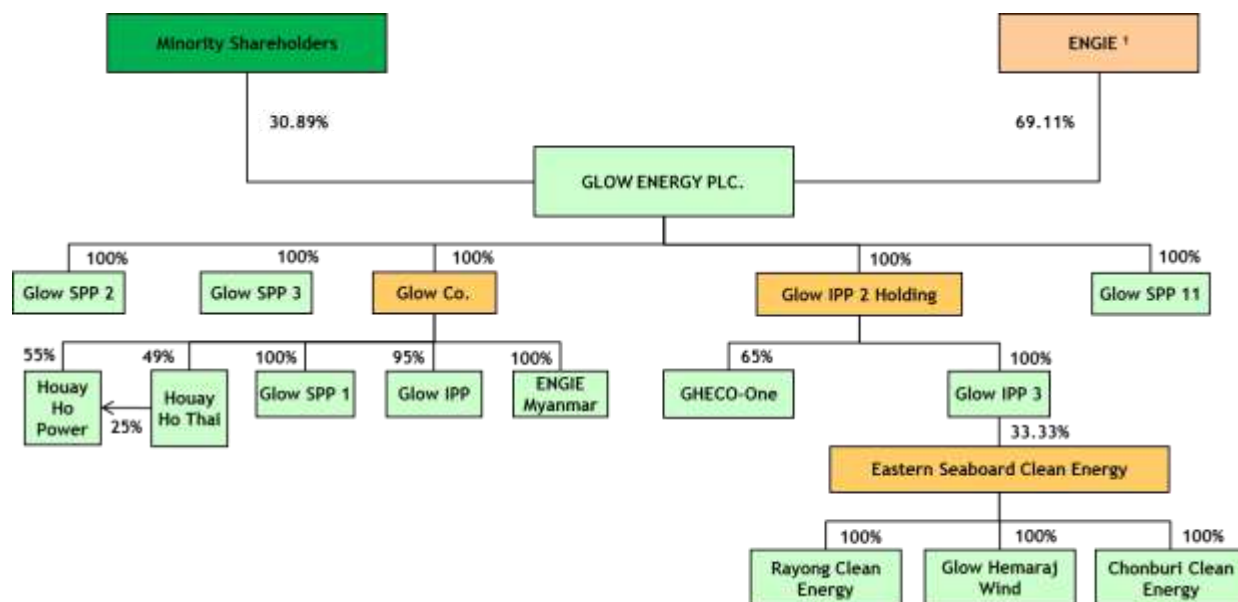 Minority Shareholders
ENGIE ¹
30.89%
69.11%
GLOW ENERGY PLC.
100%
100%
100%
100%
100%
Glow SPP 2
Glow SPP 3
Glow Co.
Glow IPP 2 Holding
Glow SPP 11
55%
49%
100%
95%
100%
65%
100%
Houay
Ho
Power
25%
Houay
Ho Thai
Glow SPP 1
Glow IPP
ENGIE
Myanmar
GHECO-One
Glow IPP 3
33.33%
Eastern Seaboard Clean Energy
100%
100%
100%
Rayong Clean
Energy
Glow Hemaraj
Wind
Chonburi Clean
Energy